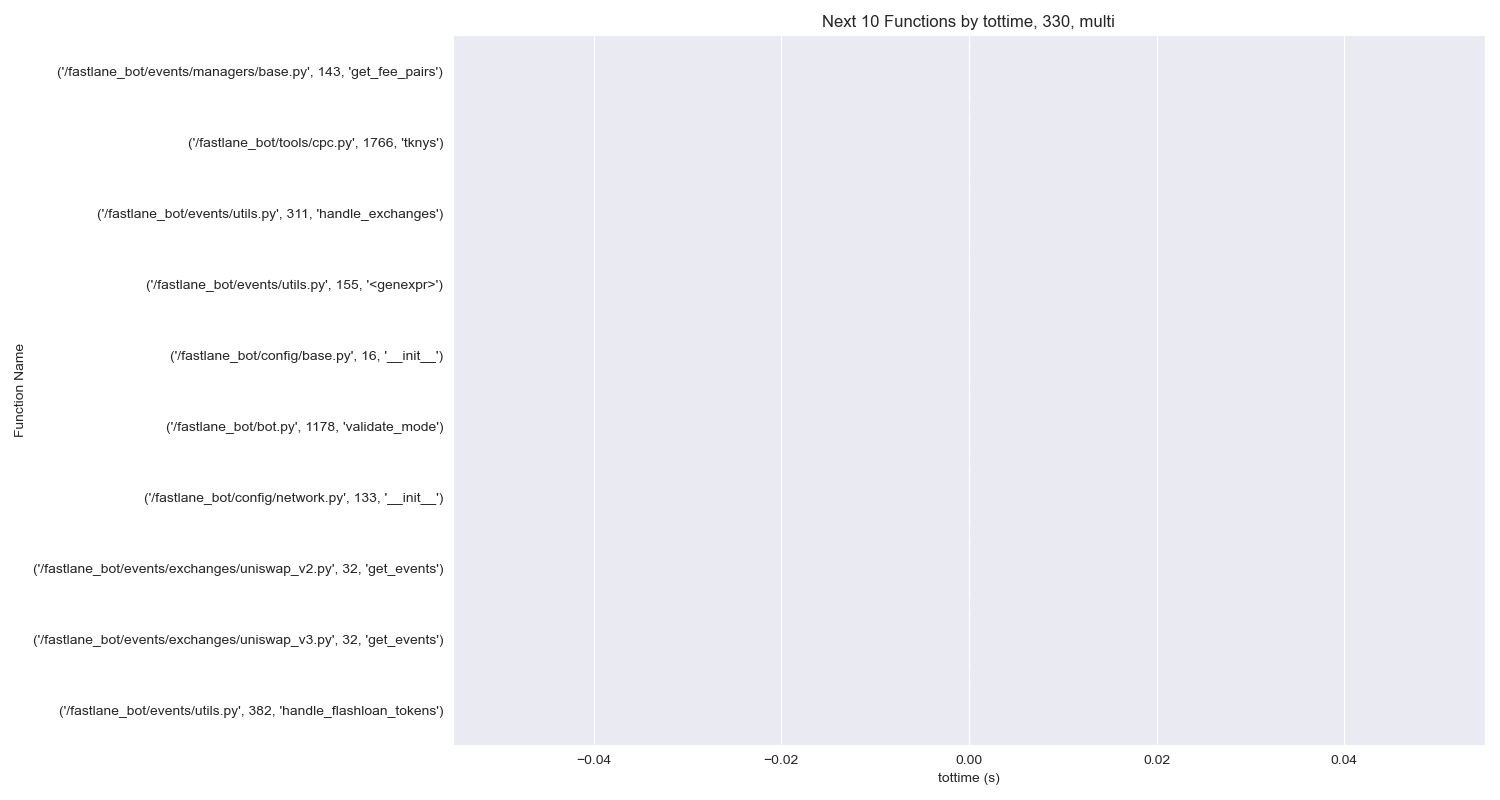 Next 10 Functions by tottime, 330, multi
('/fastlane_bot/events/managers/base.py', 143, 'get_fee_pairs')
('/fastlane_bot/tools/cpc.py', 1766, 'tknys')
('/fastlane_bot/events/utils.py', 311, 'handle_exchanges')
('/fastlane_bot/events/utils.py', 155, '<genexpr>')
('/fastlane_bot/config/base.py', 16, '__init__')
('/fastlane_bot/bot.py', 1178, 'validate_mode')
('/fastlane_bot/config/network.py', 133, '__init__')
('/fastlane_bot/events/exchanges/uniswap_v2.py', 32, 'get_events')
('/fastlane_bot/events/exchanges/uniswap_v3.py', 32, 'get_events')
('/fastlane_bot/events/utils.py', 382, 'handle_flashloan_tokens')
Function Name
−0.04 −0.02 0.00 0.02 0.04
tottime (s)